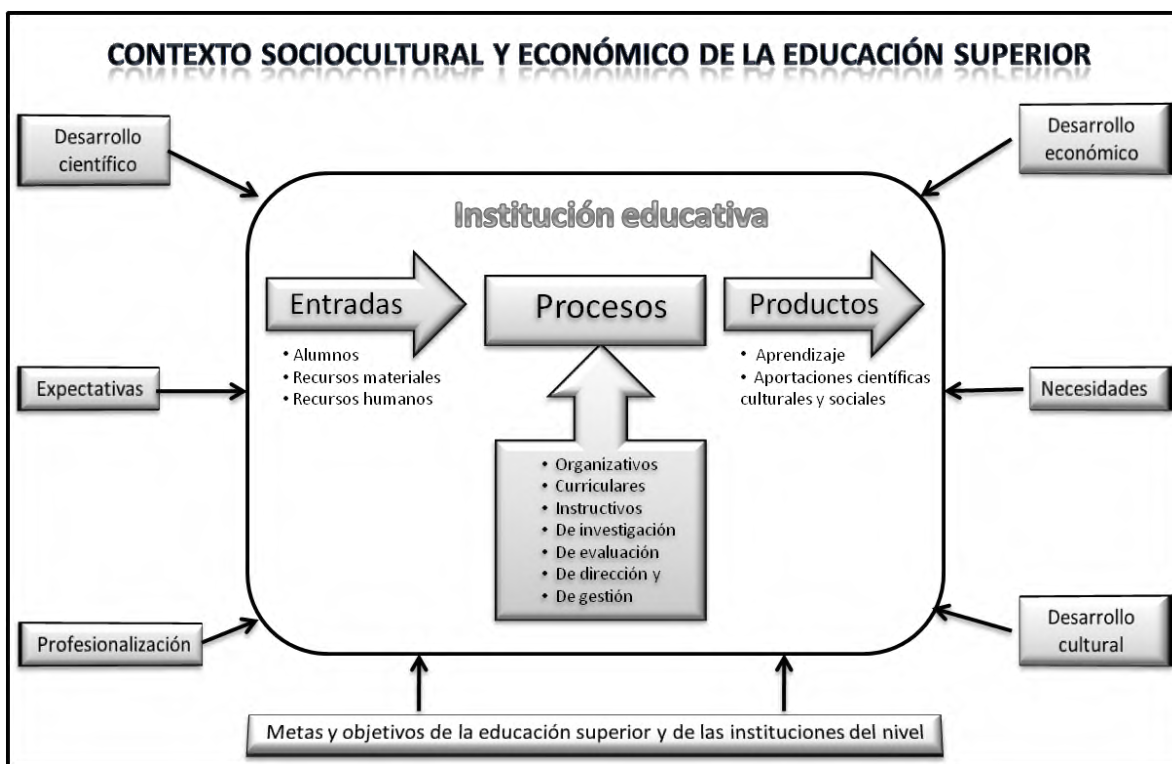 CONTEXTO SOCIOCULTURAL Y ECONÓMICO DE LA EDUCACIÓN SUPERIOR
Desarrollo
científico
Desarrollo
económico
Institución educativa
Entradas
Procesos
Productos
• Alumnos
• Recursos materiales
• Recursos humanos
• Aprendizaje
• Aportaciones científicas
culturales y sociales
Expectativas
Necesidades
• Organizativos
• Curriculares
• Instructivos
• De investigación
• De evaluación
• De dirección y
• De gestión
Profesionalización
Desarrollo
cultural
Metas y objetivos de la educación superior y de las instituciones del nivel